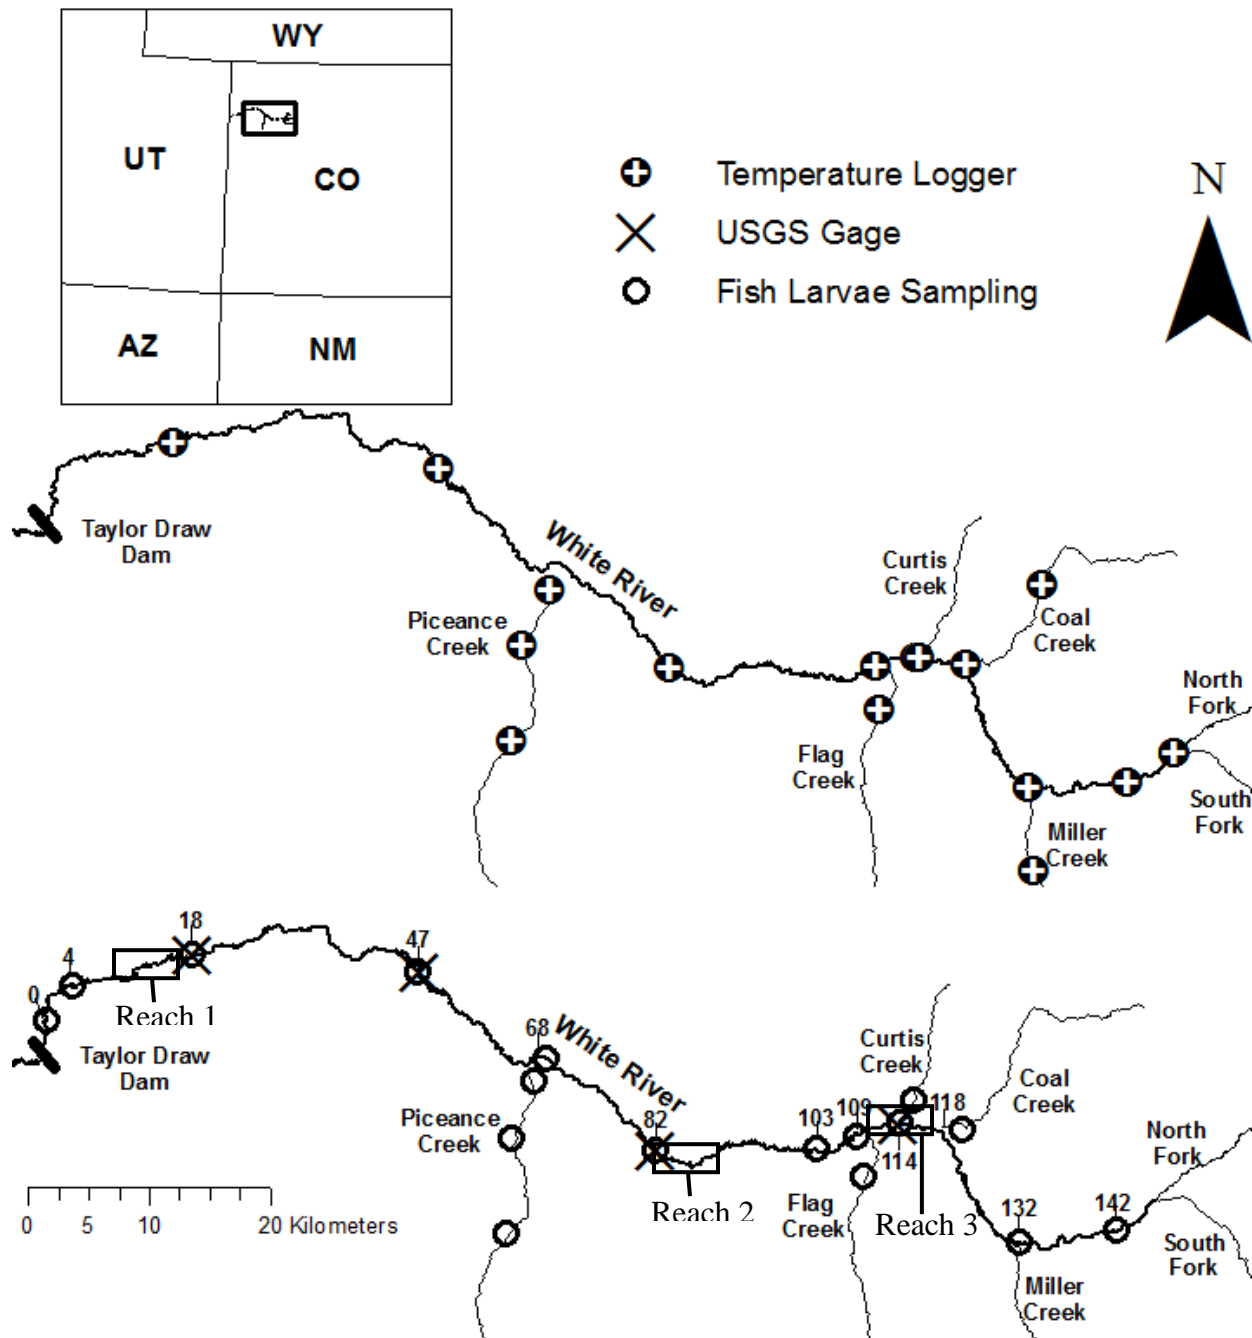 WY
UT
CO
AZ
NM
Temperature Logger
USGS Gage
Fish Larvae Sampling
N
Taylor Draw
Dam
White River
Piceance
Creek
Curtis
Creek
Coal
Creek
Flag
Creek
North
Fork
South
Fork
Miller
Creek
0
4
18
47
Reach 1
Taylor Draw
Dam
68
White River
Piceance
Creek
82
Reach 2
103
109
Curtis
Creek
118
114
Coal
Creek
Flag
Creek
Reach 3
132
142
North
Fork
South
Fork
Miller
Creek
0 5 10 20 Kilometers